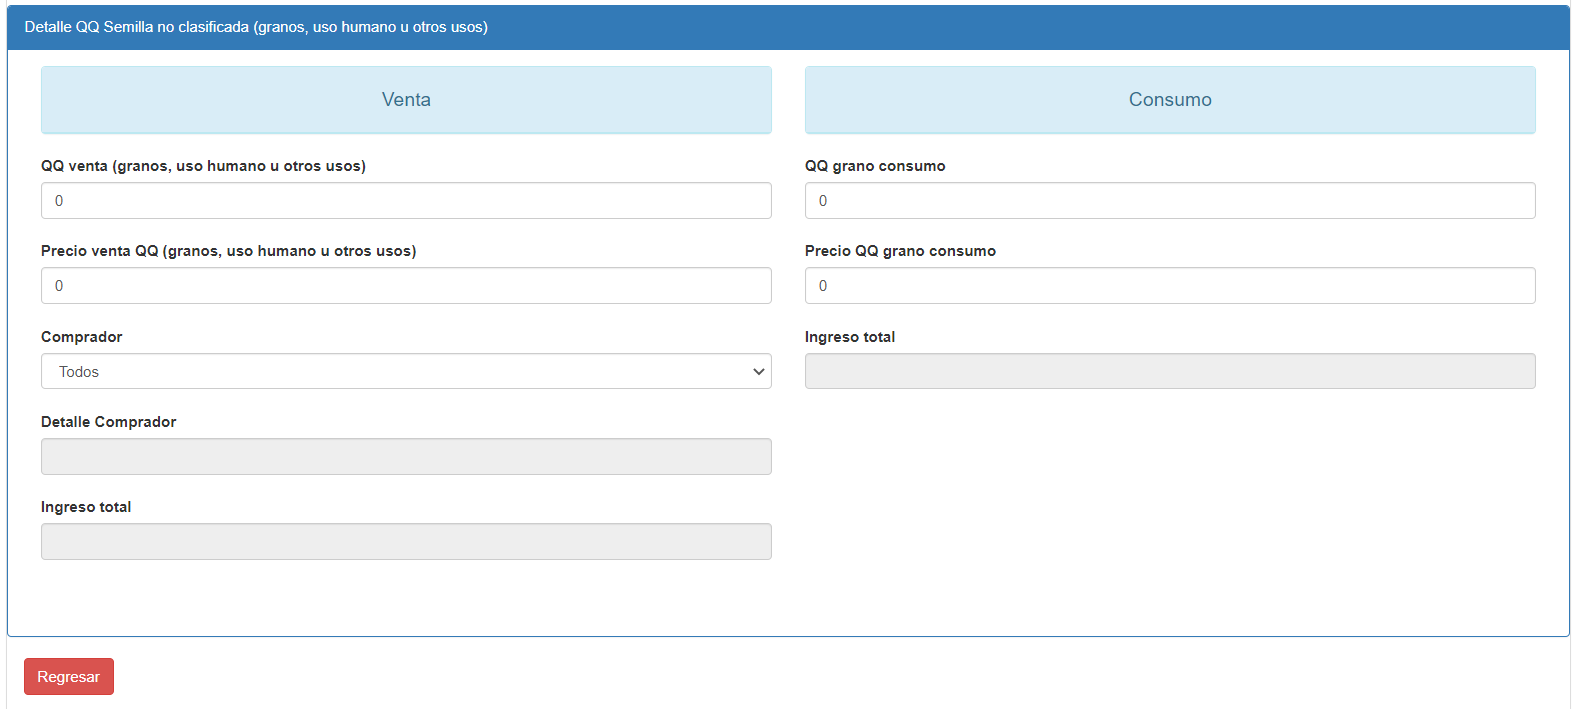 Detalle QQ Semilla no clasificada (granos, uso humano u otros usos)
Venta
QQ venta (granos, uso humano u otros usos)
0
Precio venta QQ (granos, uso humano u otros usos)
0
Comprador
Todos
Detalle Comprador
Ingreso total
Consumo
QQ grano consumo
0
Precio QQ grano consumo
0
Ingreso total
Regresar